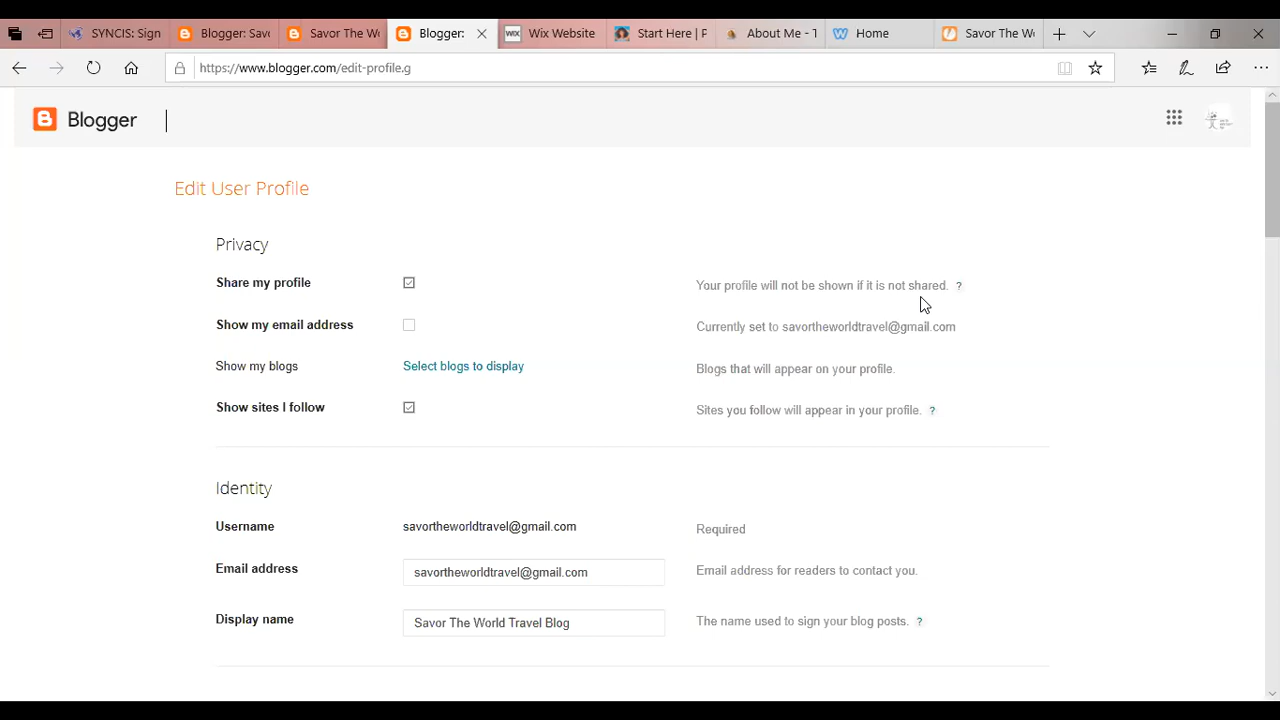 SYNCIS: Sign
Blogger: Savo
Savor The Wo
Blogger:
Wix Website
Start Here | P
About Me - T
Home
Savor The Wo
https://www.blogger.com/edit-profile.g
Blogger
Edit User Profile
Privacy
Share my profile
Your profile will not be shown if it is not shared. ?
Show my email address
Currently set to savortheworldtravel@gmail.com
Show my blogs
Select blogs to display
Blogs that will appear on your profile.
Show sites I follow
Sites you follow will appear in your profile. ?
Identity
Username
savortheworldtravel@gmail.com
Required
Email address
savortheworldtravel@gmail.com
Email address for readers to contact you.
Display name
Savor The World Travel Blog
The name used to sign your blog posts. ?